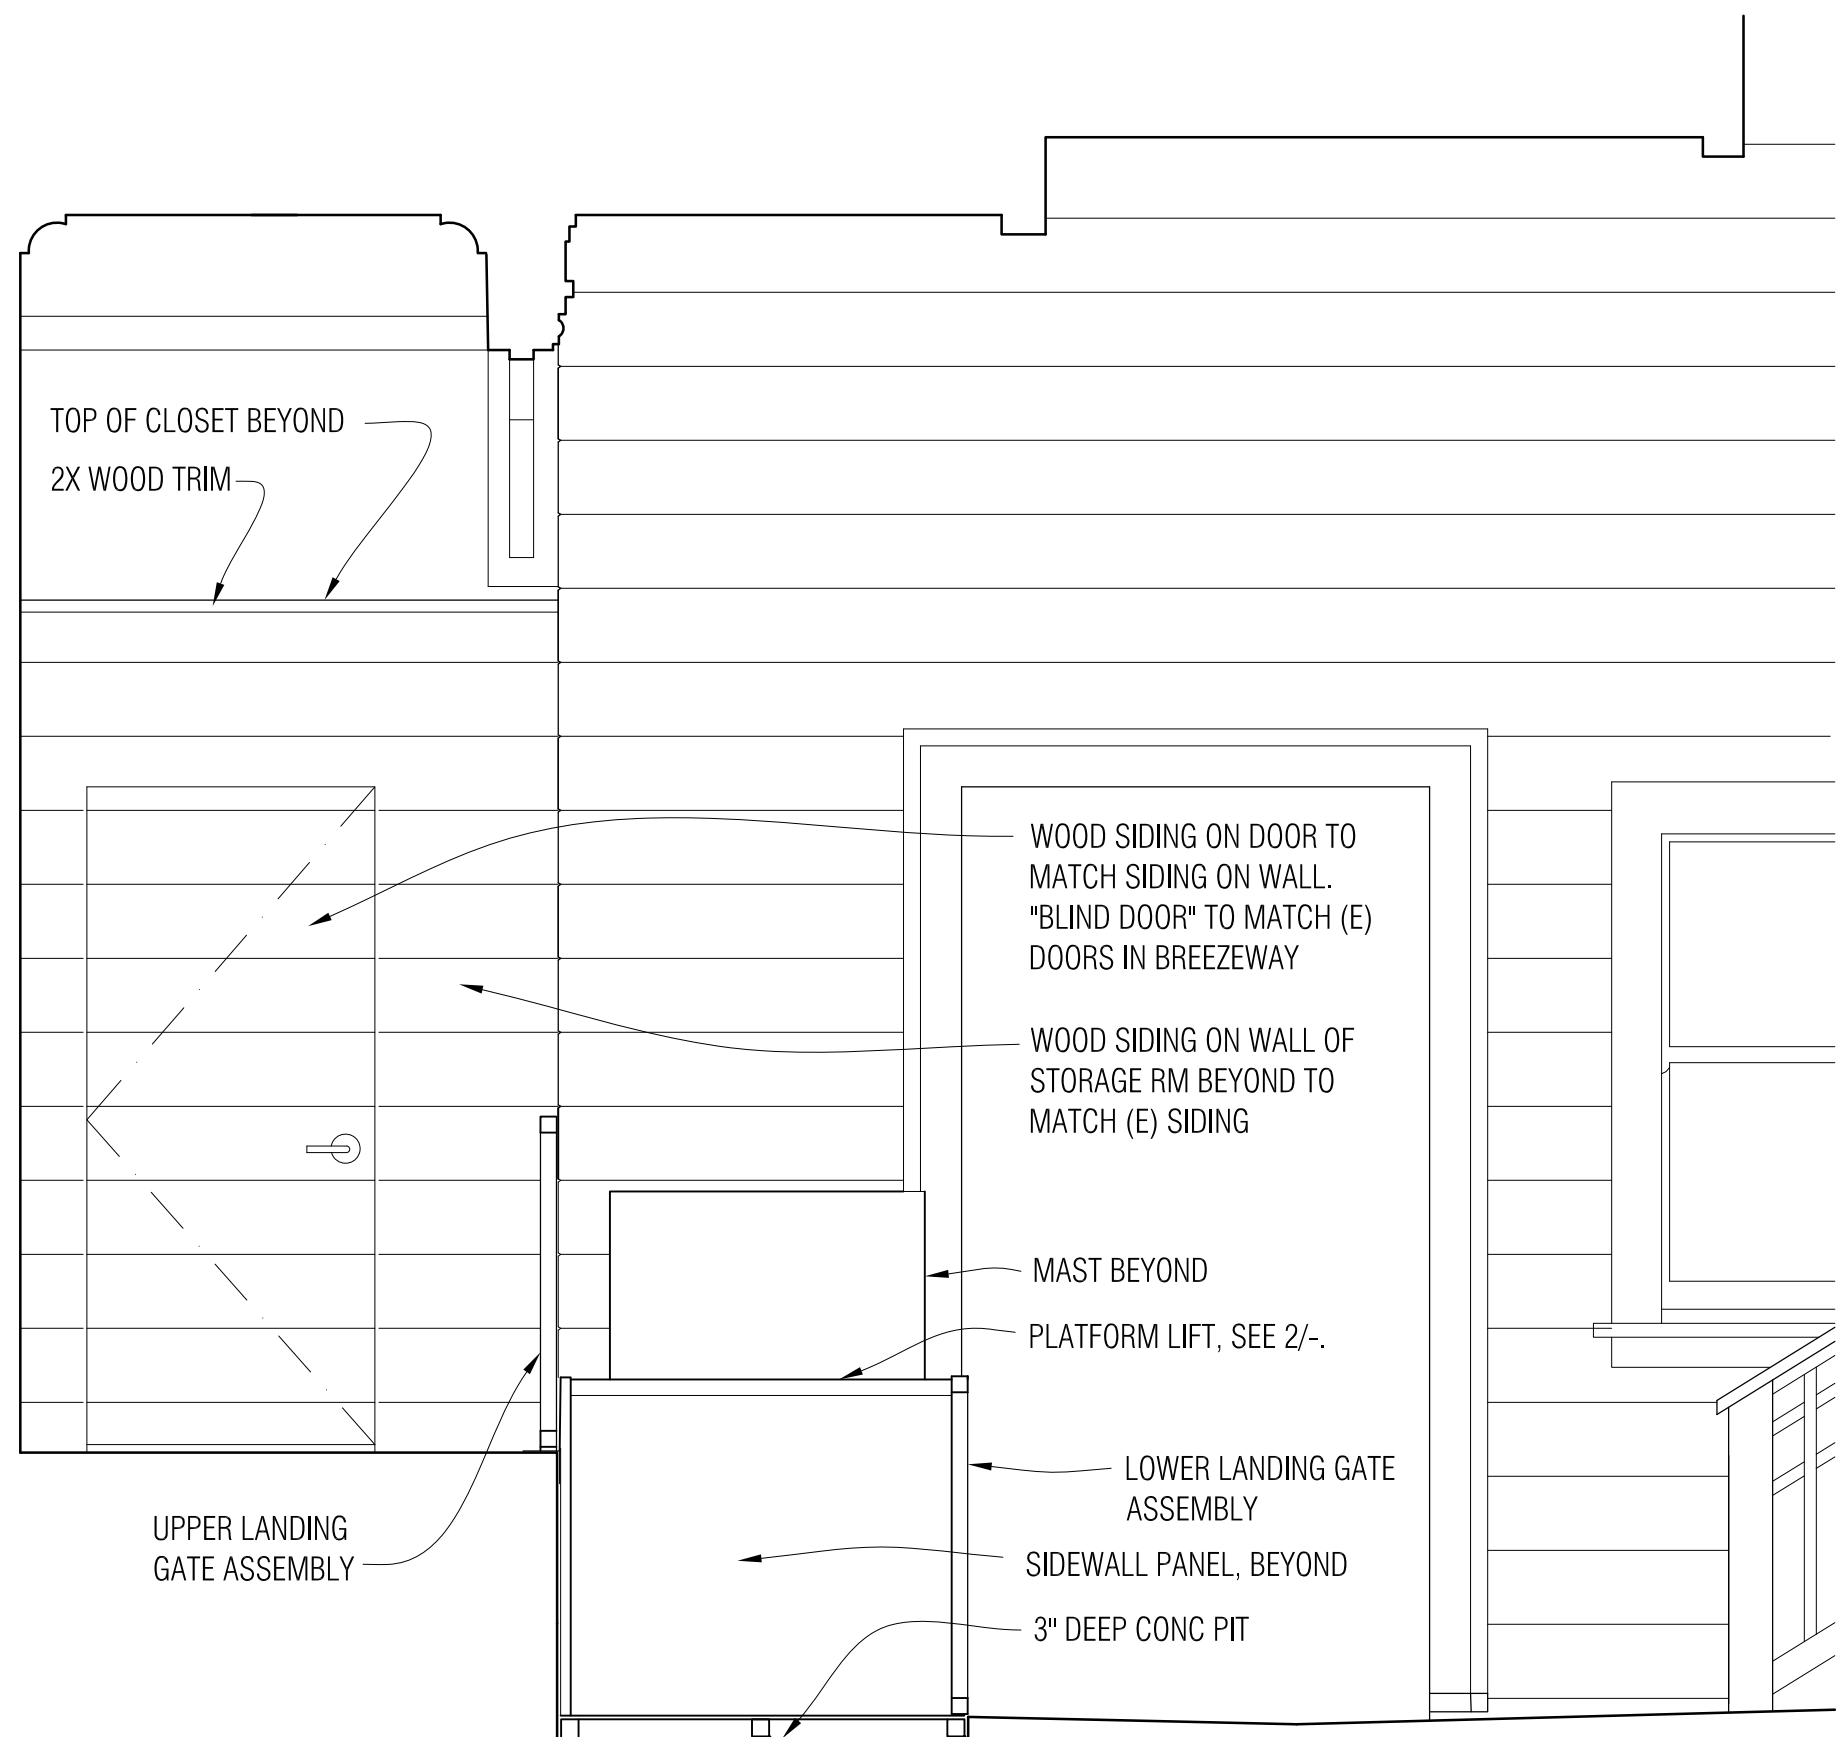 TOP OF CLOSET BEYOND
2X WOOD TRIM
WOOD SIDING ON DOOR TO
MATCH SIDING ON WALL.
"BLIND DOOR" TO MATCH (E)
DOORS IN BREEZEWAY
WOOD SIDING ON WALL OF
STORAGE RM BEYOND TO
MATCH (E) SIDING
MAST BEYOND
PLATFORM LIFT, SEE 2/-.
LOWER LANDING GATE
ASSEMBLY
UPPER LANDING
GATE ASSEMBLY
SIDEWALL PANEL, BEYOND
3" DEEP CONC PIT